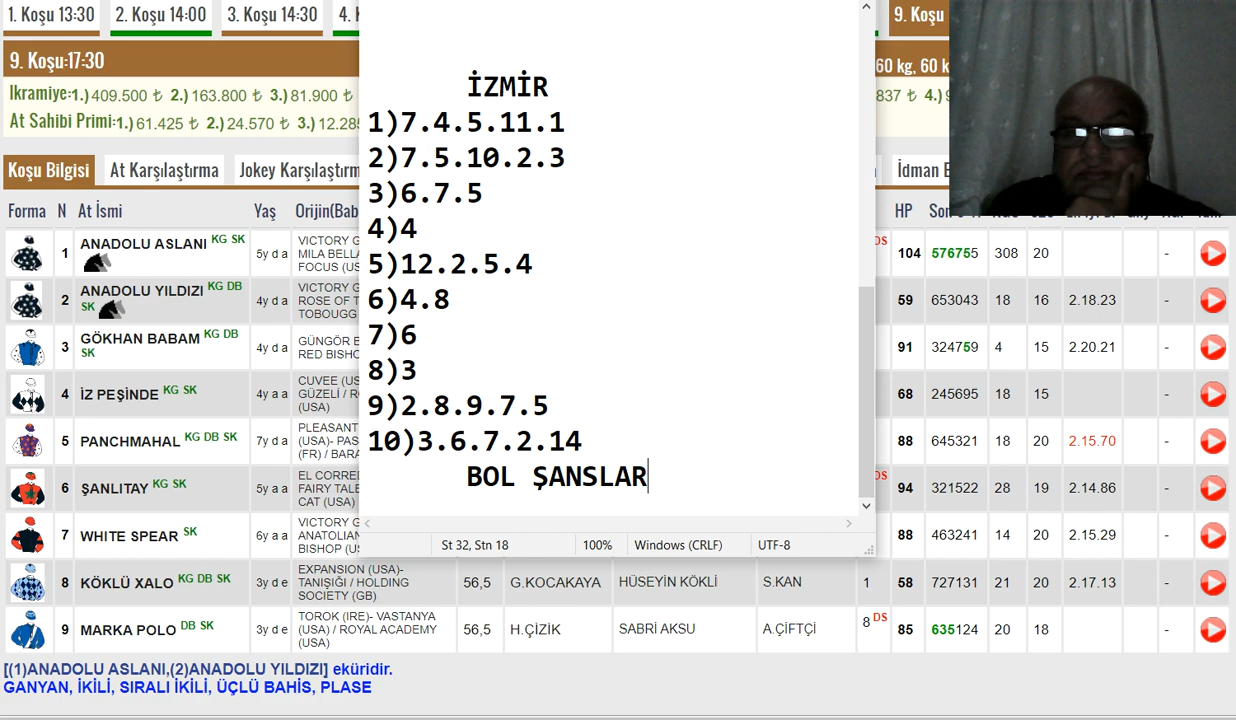 1. Koşu 13:30 2. Koşu 14:00 3. Koşu 14:30 4. 9. Koşu
9. Koşu:17:30
60 kg, 60 k
İkramiye:1.)409.500 ₺ 2.)163.800 ₺ 3.)81.900 ₺
837 ₺ 4.)
At Sahibi Primi:1.)61.425 ₺ 2.)24.570 ₺ 3.)12.285
Koşu Bilgisi At Karşılaştırma Jokey Karşılaştırm
İdman
Forma N At İsmi Yaş Orijin(Bab HP
1 ANADOLU ASLANI KG SK 5y d a VICTORY G
MILA BELLA
FOCUS (US DS 104 576755 308 20 -
2 ANADOLU YILDIZI KG DB SK 4y d a VICTORY G
ROSE OF T
TOBOUGG 59 653043 18 16 2.18.23 -
3 GÖKHAN BABAM KG DB SK 4y d a GÜNGÖR B
RED BISHO 91 324759 4 15 2.20.21 -
4 İZ PEŞİNDE KG SK 4y a a CUVEE (US
GÜZELİ / R
(USA) 68 245695 18 15 -
5 PANCHMAHAL KG DB SK 7y d a PLEASANT
(USA)- PAS
(FR) / BARA 88 645321 18 20 2.15.70 -
6 ŞANLITAY KG SK 5y a a EL CORRE
FAIRY TALE
CAT (USA) DS 94 321522 28 19 2.14.86 -
7 WHITE SPEAR SK 6y a a VICTORY G
ANATOLIAN
BISHOP (US 88 463241 14 20 2.15.29 -
8 KÖKLÜ XALO KG DB SK 3y d e EXPANSION (USA)-
TANIŞIĞI / HOLDING
SOCIETY (GB) 56,5 G.KOCAKAYA HÜSEYİN KÖKLİ S.KAN 1 58 727131 21 20 2.17.13 -
9 MARKA POLO DB SK 3y d e TOROK (IRE)- VASTANYA
(USA) / ROYAL ACADEMY
(USA) 56,5 H.ÇİZİK SABRİ AKSU A.ÇİFTÇİ 8 DS 85 635124 20 18 -
[(1)ANADOLU ASLANI,(2)ANADOLU YILDIZI] eküridir.
GANYAN, İKİLİ, SIRALI İKİLİ, ÜÇLÜ BAHİS, PLASE
İZMİR
1)7.4.5.11.1
2)7.5.10.2.3
3)6.7.5
4)4
5)12.2.5.4
6)4.8
7)6
8)3
9)2.8.9.7.5
10)3.6.7.2.14
BOL ŞANSLAR
St 32, Stn 18 100% Windows (CRLF) UTF-8